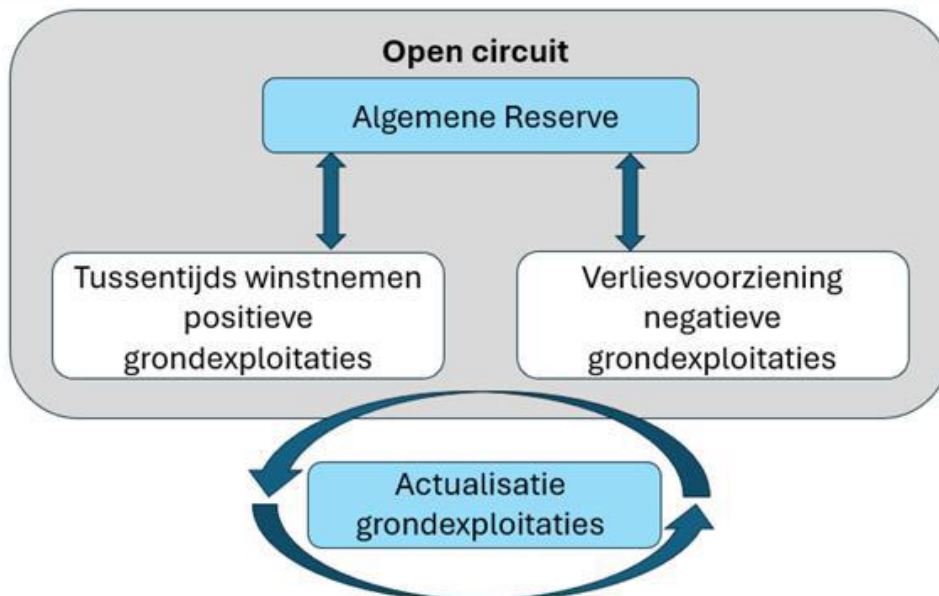 Open circuit
Algemene Reserve
Tussentijds winstnemen
positieve
grondexploitaties
Verliesvoorziening
negatieve
grondexploitaties
Actualisatie
grondexploitaties